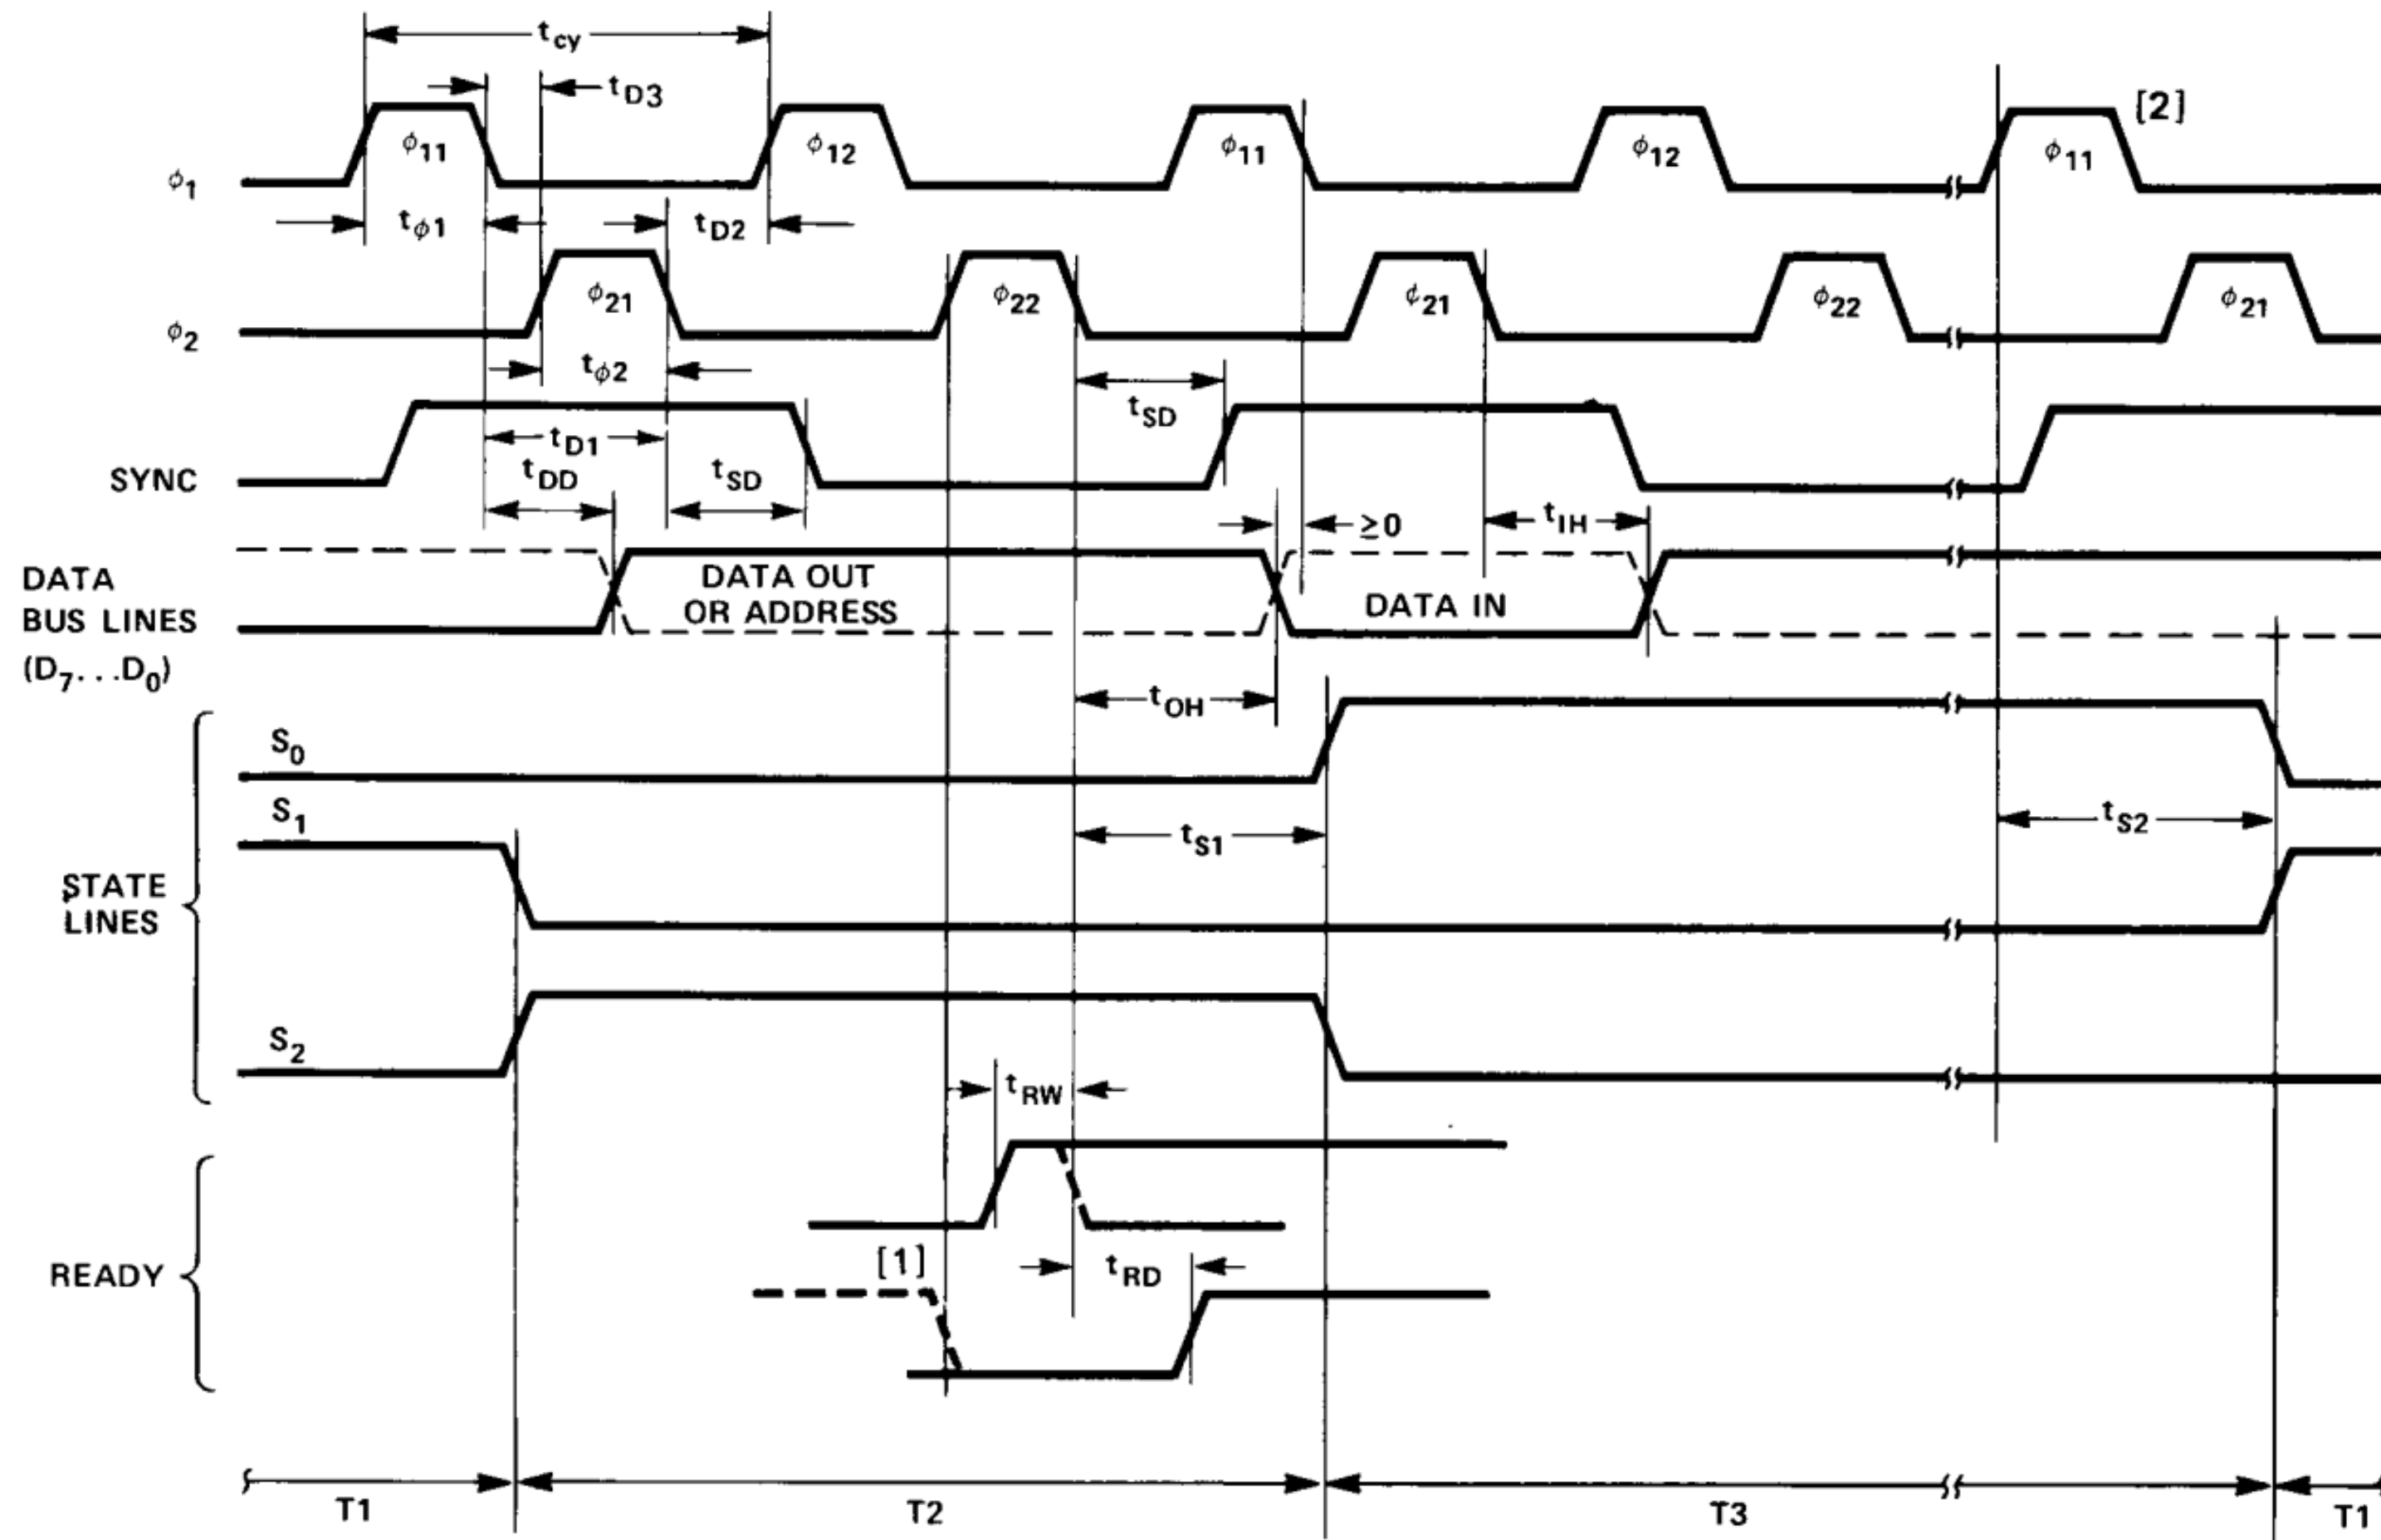 tcy
tD3
[2]
ϕ11
ϕ12
ϕ11
ϕ12
ϕ11
ϕ1
tϕ1
tD2
ϕ21
ϕ22
¢21
ϕ22
ϕ21
ϕ2
tϕ2
tSD
tD1
SYNC
tDD
tSD
≥0
tIH
DATA
BUS LINES
(D7...D0)
DATA OUT
OR ADDRESS
DATA IN
tOH
S0
S1
tS1
tS2
STATE
LINES
S2
tRW
[1]
READY
tRD
T1
T2
T3
T1